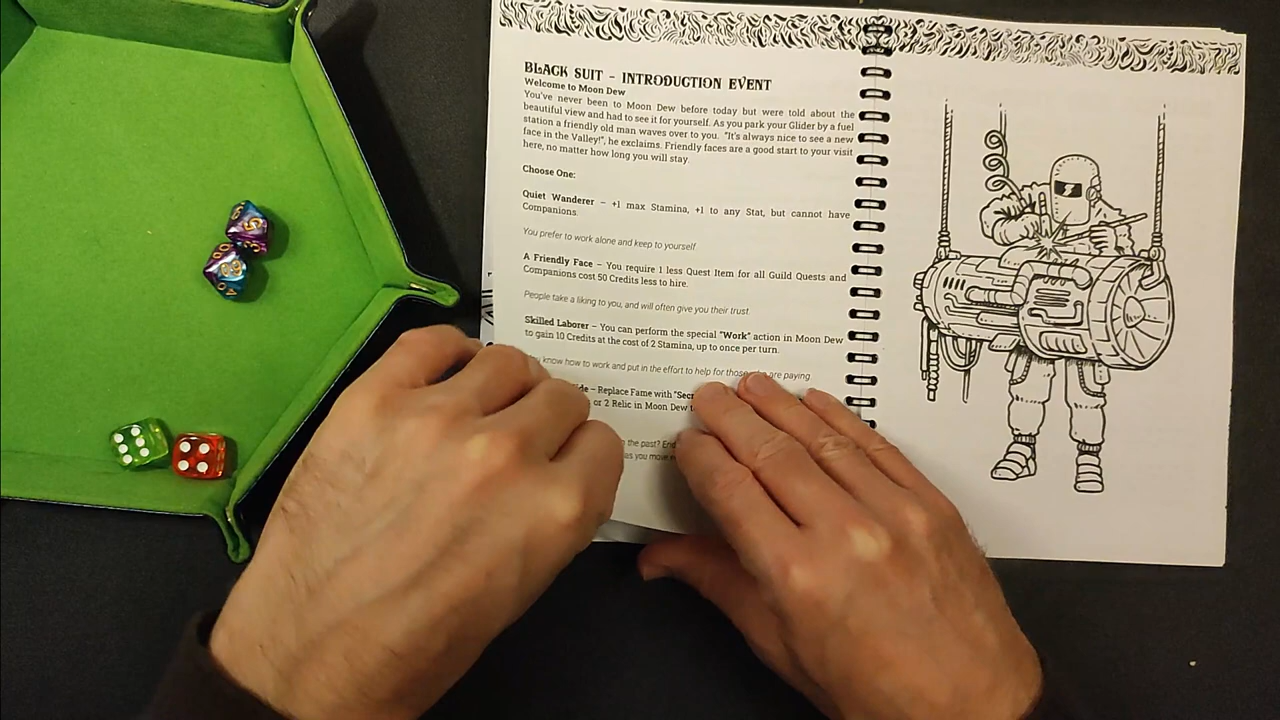 BLACK SUIT – INTRODUCTION EVENT
Welcome to Moon Dew
You've never been to Moon Dew before today but were told about the
beautiful view and had to see it for yourself. As you park your Glider by a fuel
station a friendly old man waves over to you. "It's always nice to see a new
face in the Valley!", he exclaims. Friendly faces are a good start to your visit
here, no matter how long you will stay.
Choose One:
Quiet Wanderer – +1 max Stamina, +1 to any Stat, but cannot have
Companions.
You prefer to work alone and keep to yourself.
A Friendly Face – You require 1 less Quest Item for all Guild Quests and
Companions cost 50 Credits less to hire.
People take a liking to you, and will often give you their trust.
Skilled Laborer – You can perform the special "Work" action in Moon Dew
to gain 10 Credits at the cost of 2 Stamina, up to once per turn.
know how to work and put in the effort to help for those are paying.
– Replace Fame with
or 2 Relic in Moon Dew
the past?
as you move